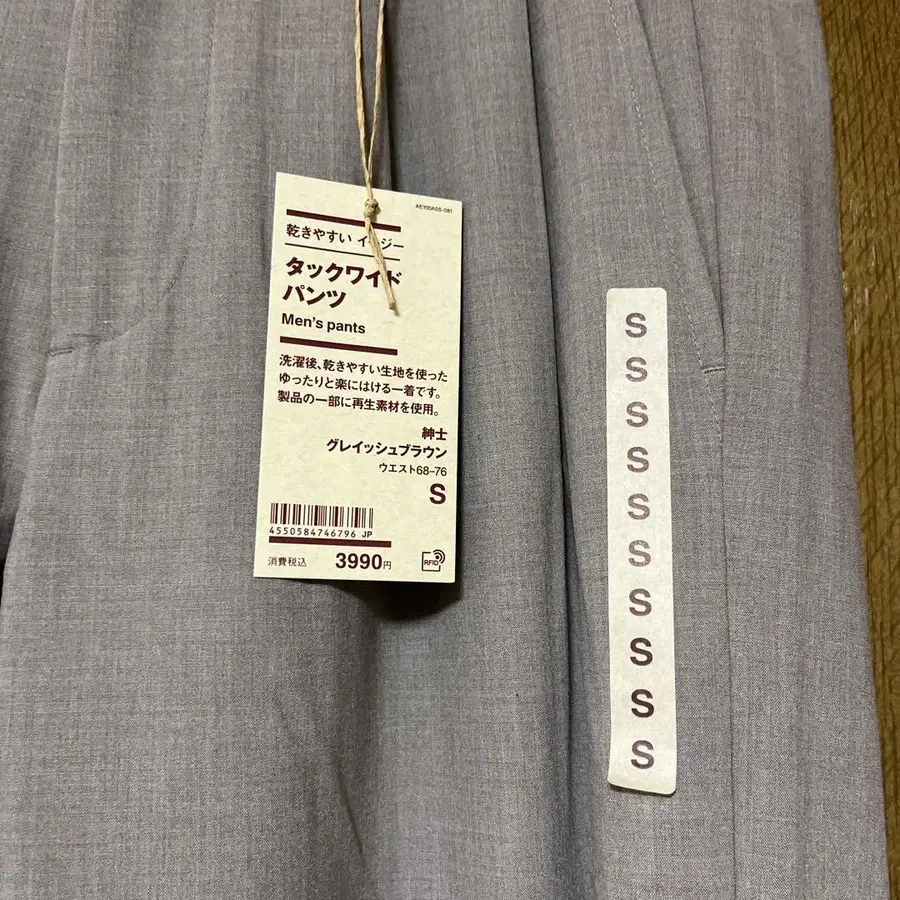 AE100A5S-081
乾きやすい イージー
タックワイド
パンツ
Men's pants
洗濯後、乾きやすい生地を使った
ゆったりと楽にはける一着です。
製品の一部に再生素材を使用。
紳士
グレイッシュブラウン
ウエスト68-76
S
4550584746796 JP
消費税込 3990円
RFID
S
S
S
S
S
S
S
S
S
S